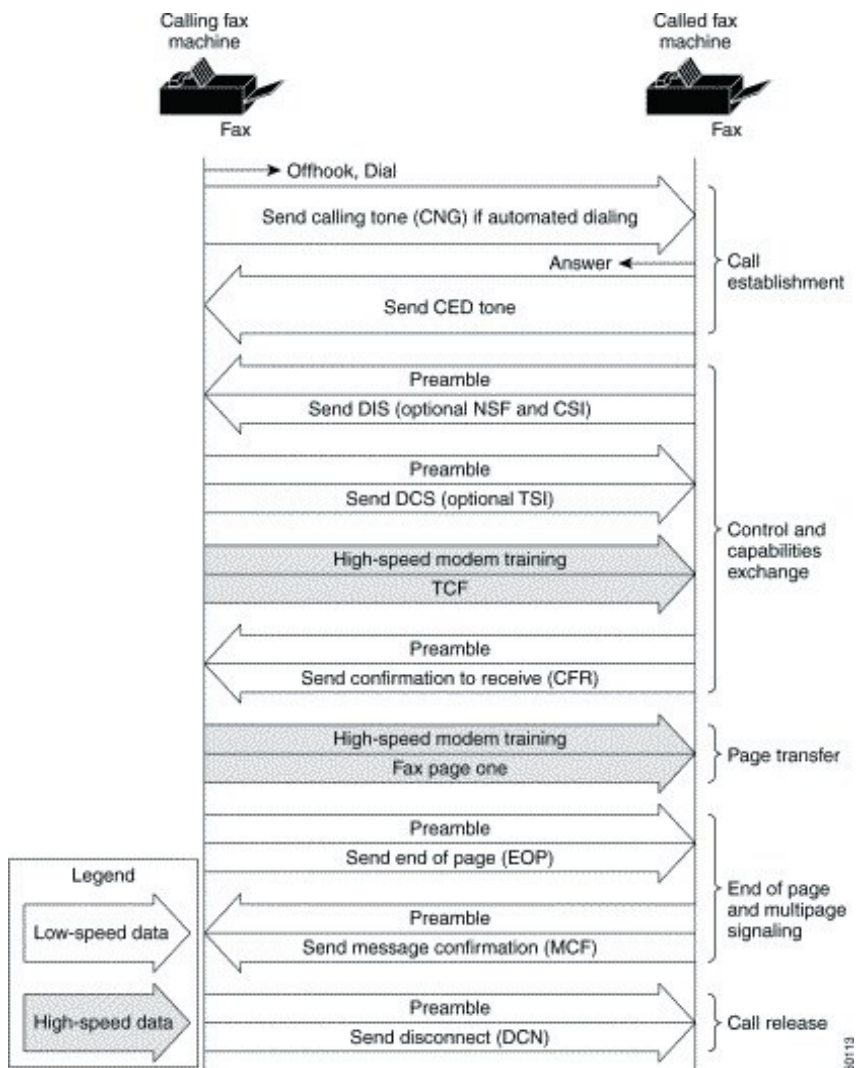 Calling fax
machine
Called fax
machine
Fax
Fax
Offhook, Dial
Send calling tone (CNG) if automated dialing
Answer
Call
establishment
Send CED tone
Preamble
Send DIS (optional NSF and CSI)
Preamble
Send DCS (optional TSI)
Control and
capabilities
exchange
High-speed modem training
TCF
Preamble
Send confirmation to receive (CFR)
High-speed modem training
Fax page one
Page transfer
Preamble
Send end of page (EOP)
End of page
and multipage
signaling
Preamble
Send message confirmation (MCF)
Preamble
Send disconnect (DCN)
Call release
Legend
Low-speed data
High-speed data
50113